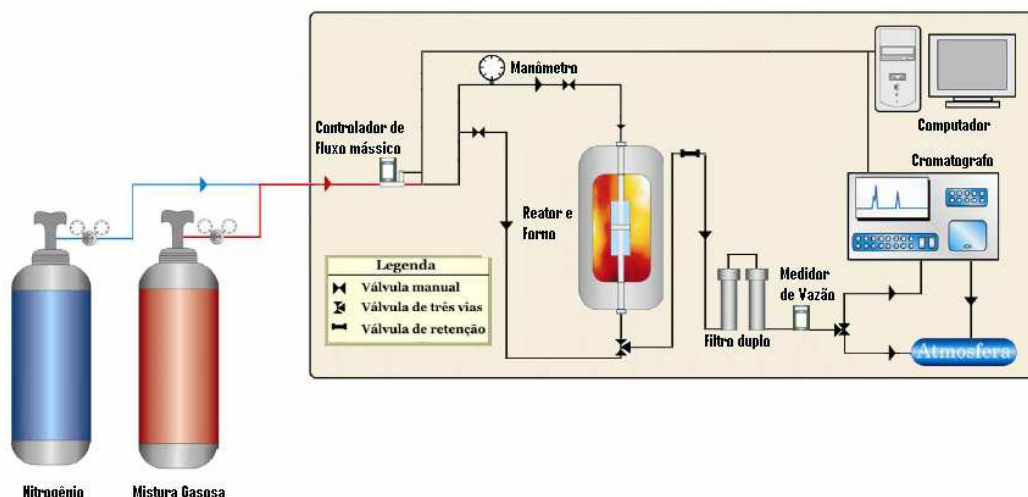 Manômetro
Computador
Controlador de
Fluxo mássico
Cromatografo
Reator e
Forno
Legenda
Válvula manual
Válvula de três vias
Válvula de retenção
Medidor
de Vazão
Filtro duplo
Atmosfera
Nitrogênio
Mistura Gasosa